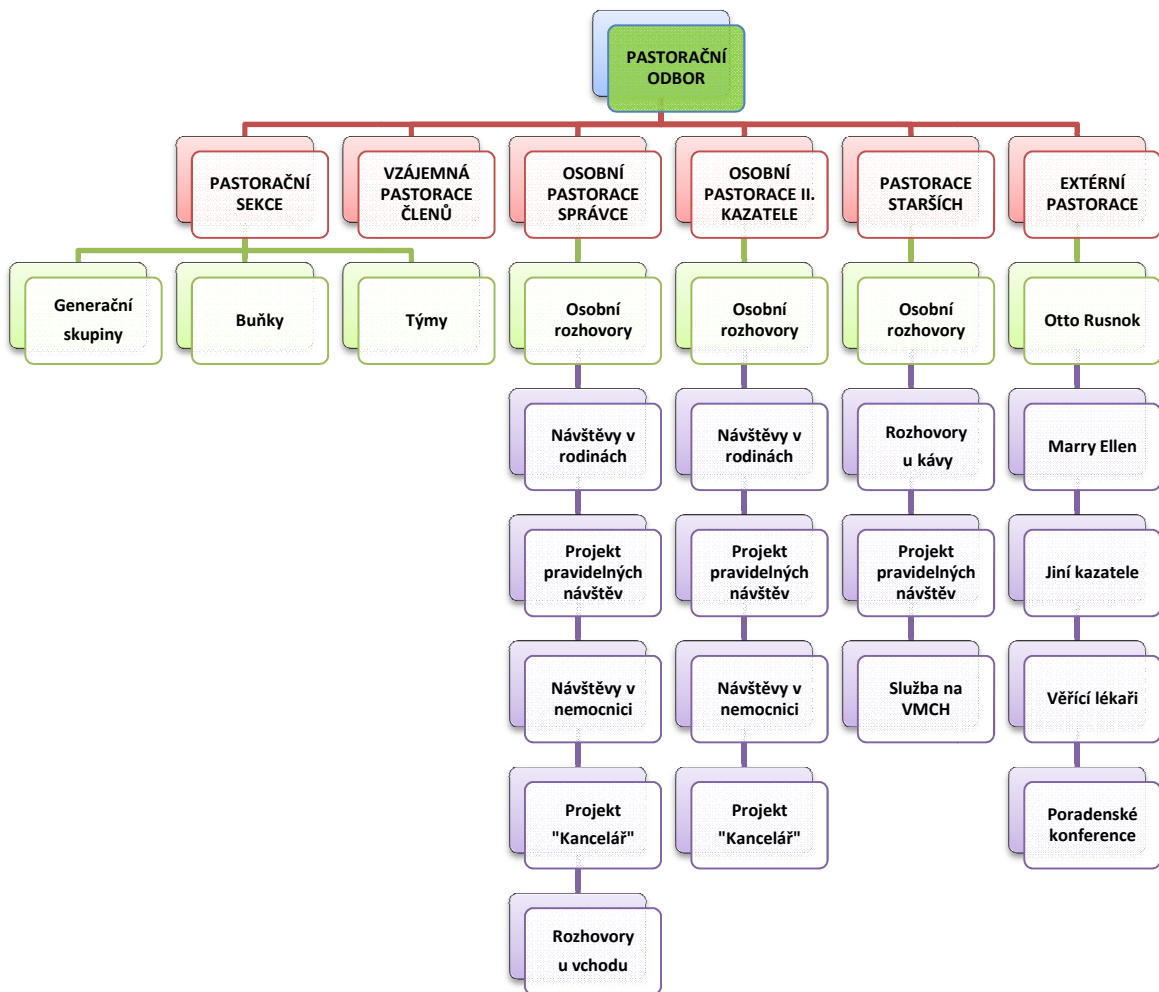 PASTORAČNÍ
ODBOR
PASTORAČNÍ
SEKCE
VZÁJEMNÁ
PASTORACE
ČLENŮ
OSOBNÍ
PASTORACE
SPRÁVCE
OSOBNÍ
PASTORACE II.
KAZATELE
PASTORACE
STARŠÍCH
EXTÉRNÍ
PASTORACE
Generační
skupiny
Buňky
Týmy
Osobní
rozhovory
Osobní
rozhovory
Osobní
rozhovory
Otto Rusnok
Návštěvy v
rodinách
Návštěvy v
rodinách
Rozhovory
u kávy
Marry Ellen
Projekt
pravidelných
návštěv
Projekt
pravidelných
návštěv
Projekt
pravidelných
návštěv
Jiní kazatele
Návštěvy v
nemocnici
Návštěvy v
nemocnici
Služba na
VMCH
Věřící lékaři
Projekt
"Kancelář"
Projekt
"Kancelář"
Poradenské
konference
Rozhovory
u vchodu